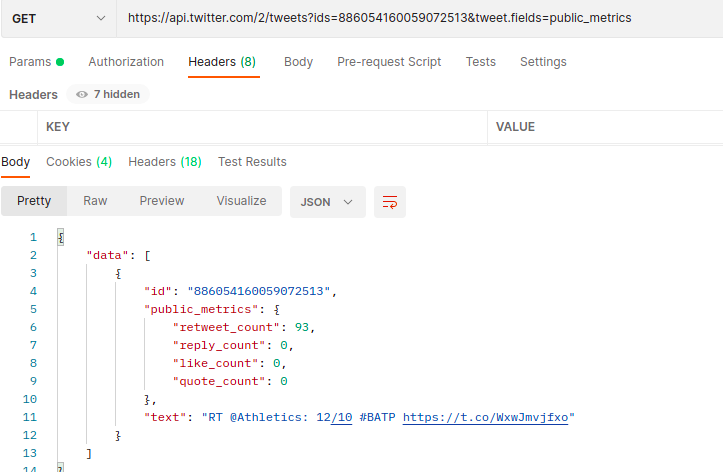 GET https://api.twitter.com/2/tweets?ids=886054160059072513&tweet.fields=public_metrics
Params Authorization Headers (8) Body Pre-request Script Tests Settings
Headers 7 hidden
KEY VALUE
Body Cookies (4) Headers (18) Test Results
Pretty Raw Preview Visualize JSON
1 {
2 "data": [
3 {
4 "id": "886054160059072513",
5 "public_metrics": {
6 "retweet_count": 93,
7 "reply_count": 0,
8 "like_count": 0,
9 "quote_count": 0
10 },
11 "text": "RT @Athletics: 12/10 #BATP https://t.co/WxwJmvjfxo"
12 }
13 ]
14 }